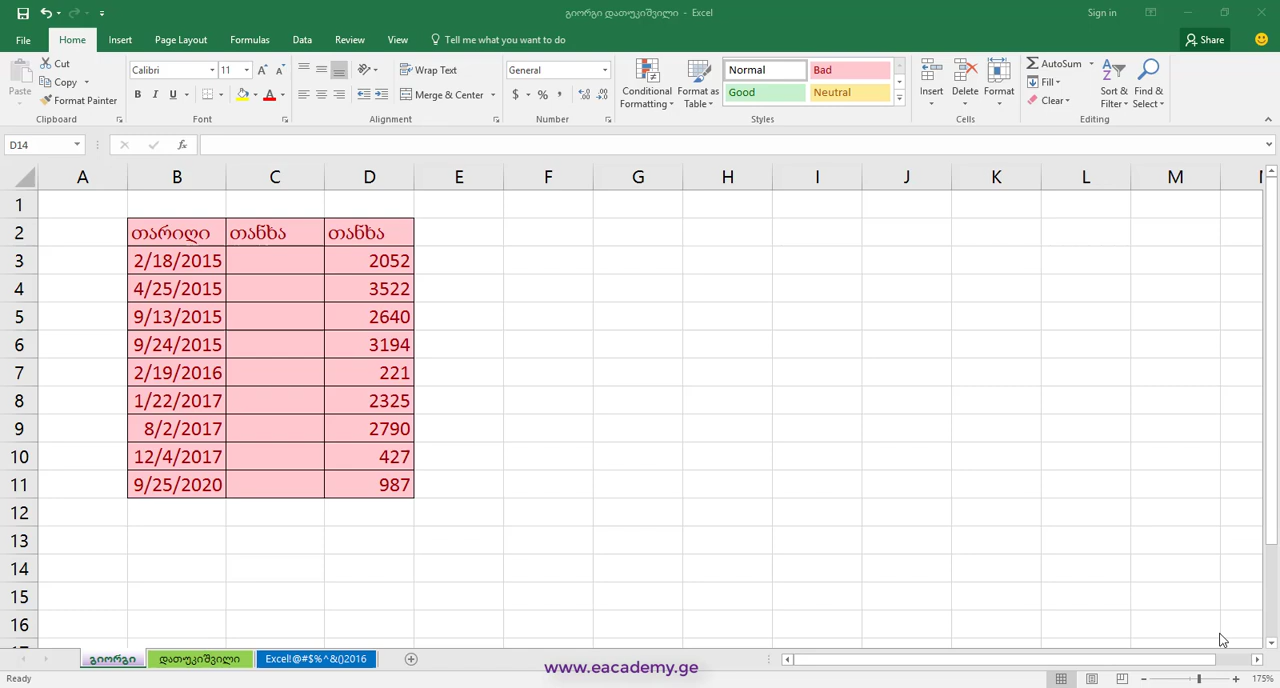 გიორგი დათუკიშვილი - Excel
Sign in
File Home Insert Page Layout Formulas Data Review View Tell me what you want to do Share
Paste
Cut
Copy
Format Painter
Clipboard
Calibri 11
B I U
Font
Wrap Text
Merge & Center
Alignment
General
$ % ,
Number
Conditional Formatting
Format as Table
Normal Bad
Good Neutral
Styles
Insert Delete Format
Cells
AutoSum
Fill
Clear
Sort & Filter
Find & Select
Editing
D14 fx
A B C D E F G H I J K L M
1
2 თარიღი თანხა თანხა
3 2/18/2015 2052
4 4/25/2015 3522
5 9/13/2015 2640
6 9/24/2015 3194
7 2/19/2016 221
8 1/22/2017 2325
9 8/2/2017 2790
10 12/4/2017 427
11 9/25/2020 987
12
13
14
15
16
გიორგი დათუკიშვილი Excel!@#$%^&()2016
www.eacademy.ge
Ready 175%